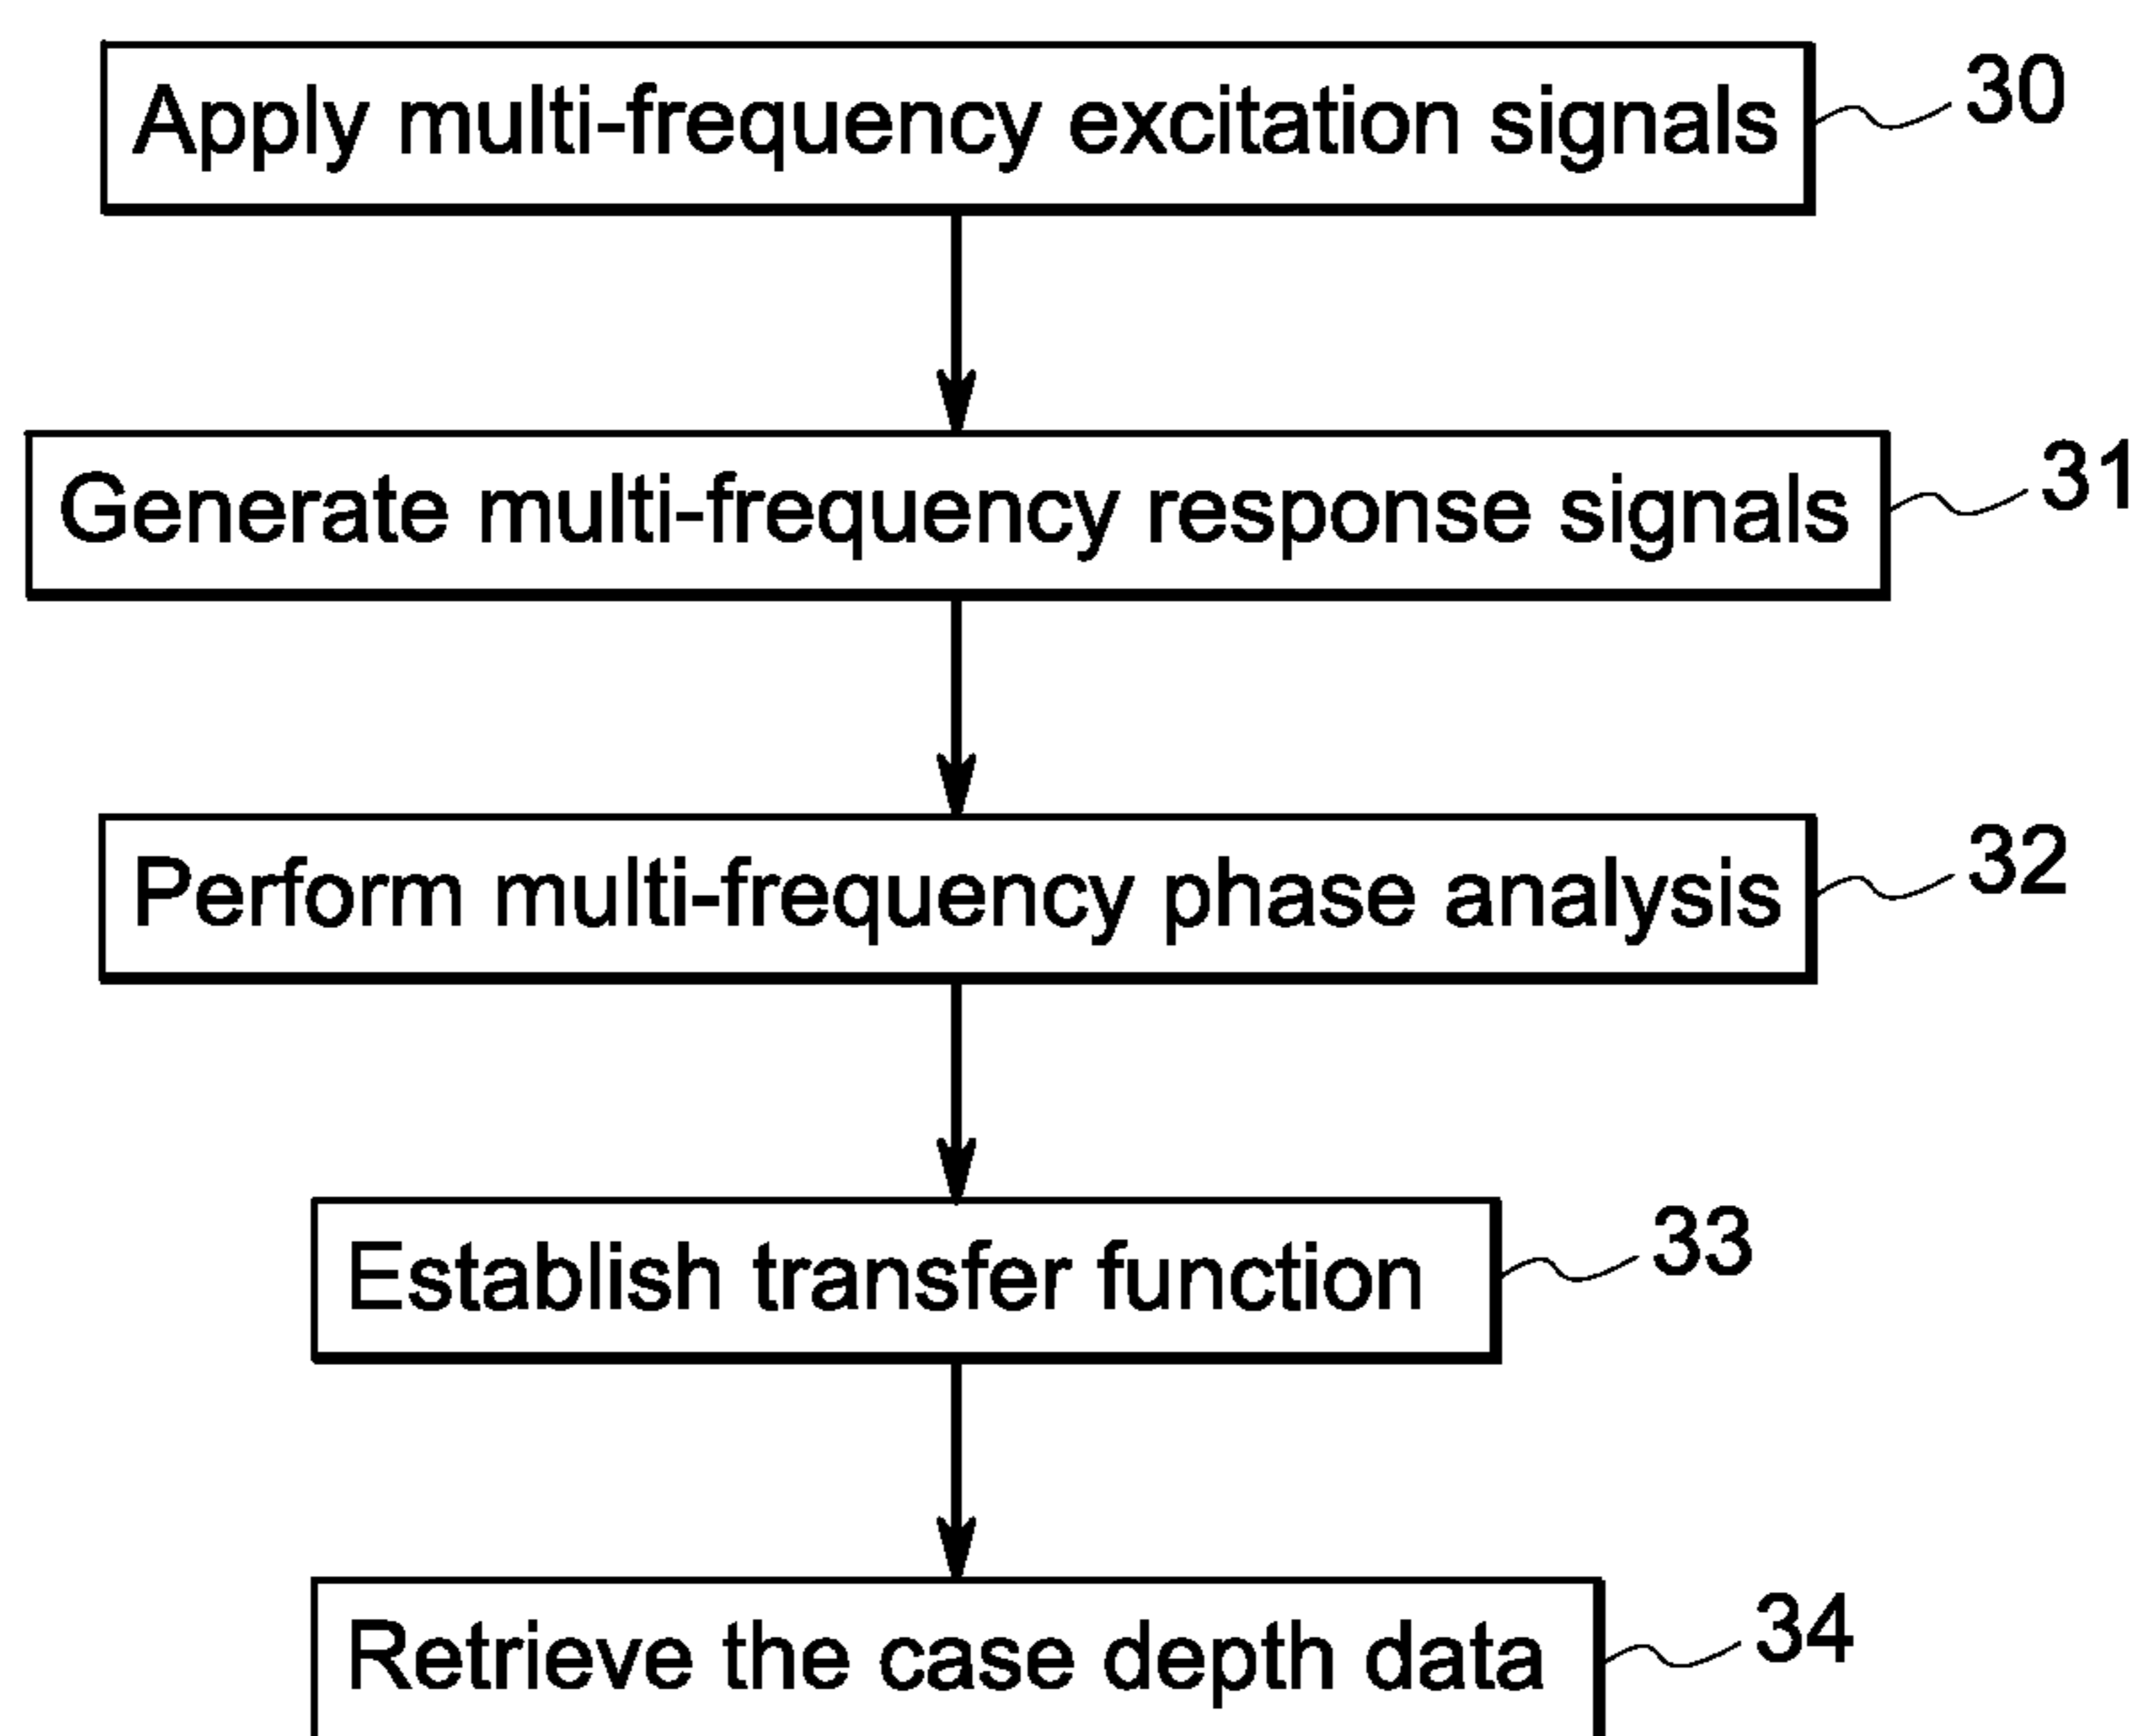 Apply multi-frequency excitation signals 30
Generate multi-frequency response signals 31
Perform multi-frequency phase analysis 32
Establish transfer function 33
Retrieve the case depth data 34